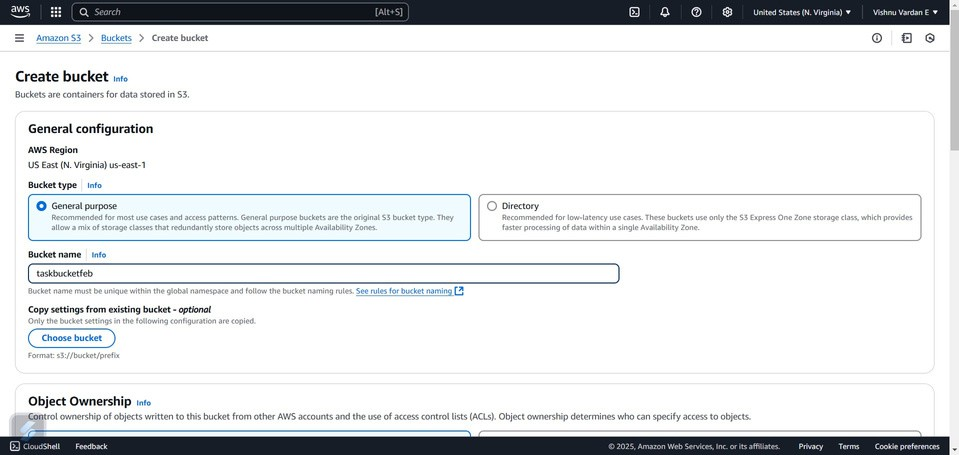 aws
Search [Alt+S]
United States (N. Virginia) Vishnu Vardan E
Amazon S3 > Buckets > Create bucket
Create bucket Info
Buckets are containers for data stored in S3.
General configuration
AWS Region
US East (N. Virginia) us-east-1
Bucket type Info
General purpose
Recommended for most use cases and access patterns. General purpose buckets are the original S3 bucket type. They
allow a mix of storage classes that redundantly store objects across multiple Availability Zones.
Directory
Recommended for low-latency use cases. These buckets use only the S3 Express One Zone storage class, which provides
faster processing of data within a single Availability Zone.
Bucket name Info
taskbucketfeb
Bucket name must be unique within the global namespace and follow the bucket naming rules. See rules for bucket naming
Copy settings from existing bucket - optional
Only the bucket settings in the following configuration are copied.
Choose bucket
Format: s3://bucket/prefix
Object Ownership Info
Control ownership of objects written to this bucket from other AWS accounts and the use of access control lists (ACLs). Object ownership determines who can specify access to objects.
CloudShell Feedback © 2025, Amazon Web Services, Inc. or its affiliates. Privacy Terms Cookie preferences